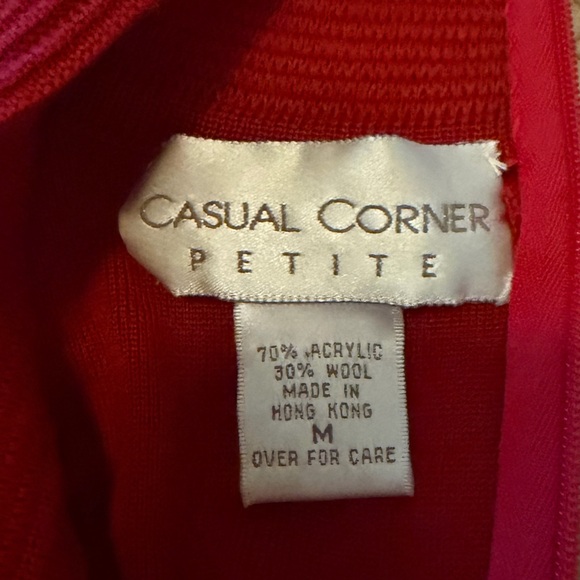 CASUAL CORNER
PETITE
70% ACRYLIC
30% WOOL
MADE IN
HONG KONG
M
OVER FOR CARE